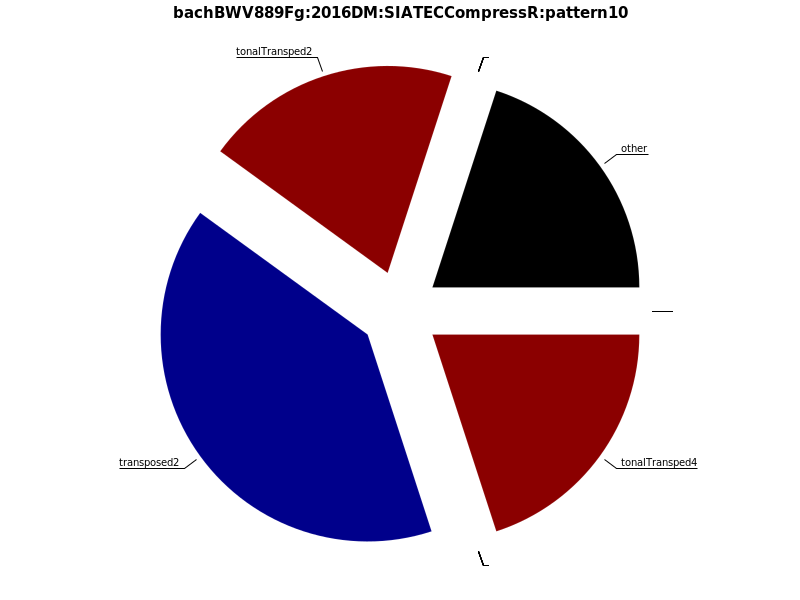 bachBWV889Fg:2016DM:SIATECCompressR:pattern10
tonalTransped2
other
transposed2
tonalTransped4